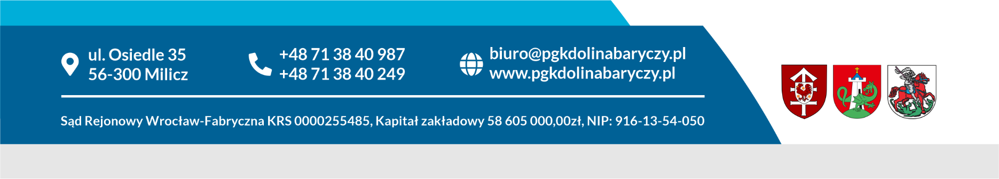 ul. Osiedle 35
56-300 Milicz
+48 71 38 40 987
+48 71 38 40 249
biuro@pgkdolinabaryczy.pl
www.pgkdolinabaryczy.pl
Sąd Rejonowy Wrocław-Fabryczna KRS 0000255485, Kapitał zakładowy 58 605 000,00zł, NIP: 916-13-54-050